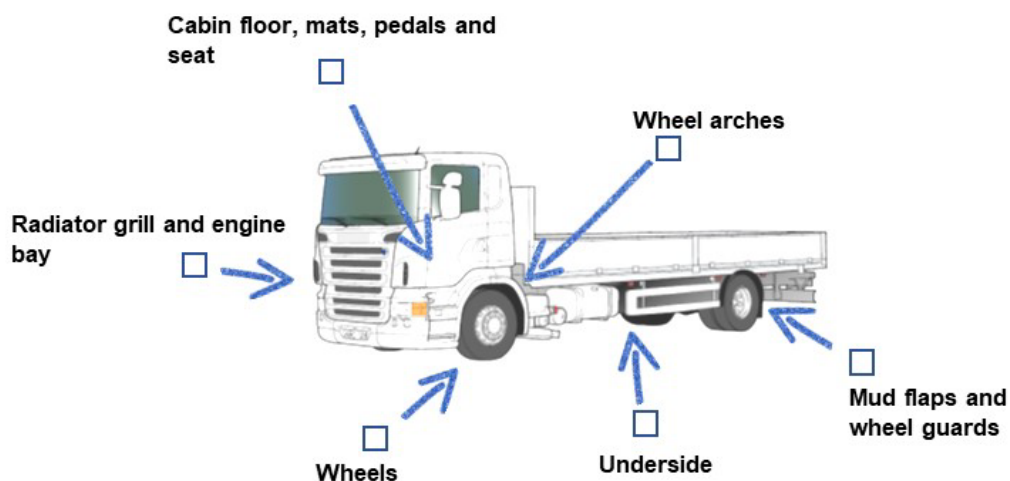 Cabin floor, mats, pedals and
seat
Wheel arches
Radiator grill and engine
bay
Mud flaps and
wheel guards
Wheels
Underside